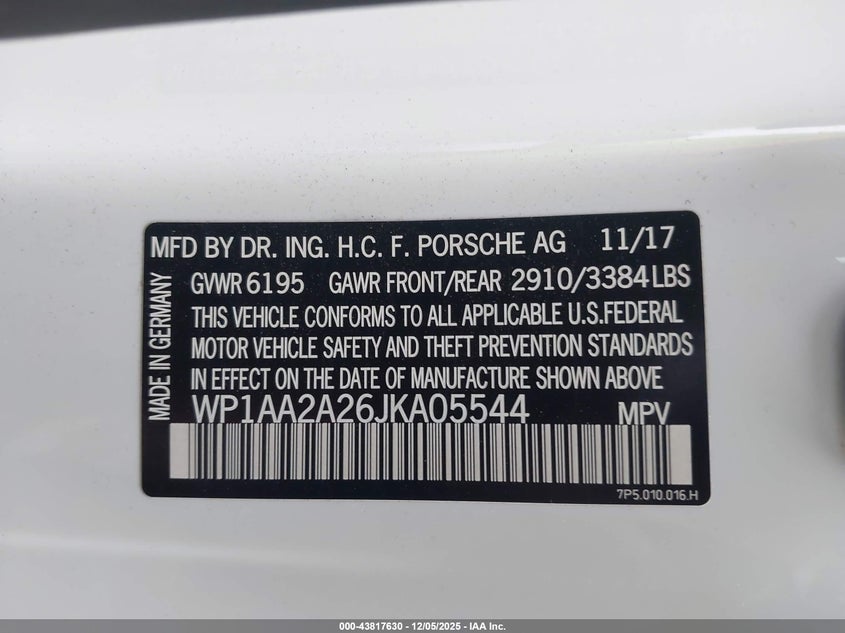 MFD BY DR. ING. H.C. F. PORSCHE AG 11/17
GVWR 6195 GAWR FRONT/REAR 2910/3384 LBS
THIS VEHICLE CONFORMS TO ALL APPLICABLE U.S.FEDERAL
MOTOR VEHICLE SAFETY AND THEFT PREVENTION STANDARDS
IN EFFECT ON THE DATE OF MANUFACTURE SHOWN ABOVE
WP1AA2A26JKA05544 MPV
MADE IN GERMANY
7P5.010.016.H
000-43817630 - 12/05/2025 - IAA Inc.